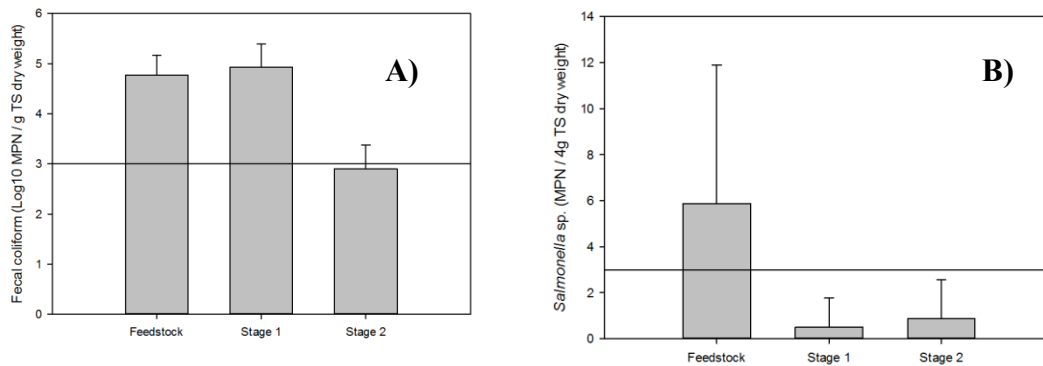 Fecal coliform (Log10 MPN / g TS dry weight)
6
5
4
3
2
1
0
A)
Feedstock Stage 1 Stage 2
Salmonella sp. (MPN / 4g TS dry weight)
14
12
10
8
6
4
2
0
B)
Feedstock Stage 1 Stage 2